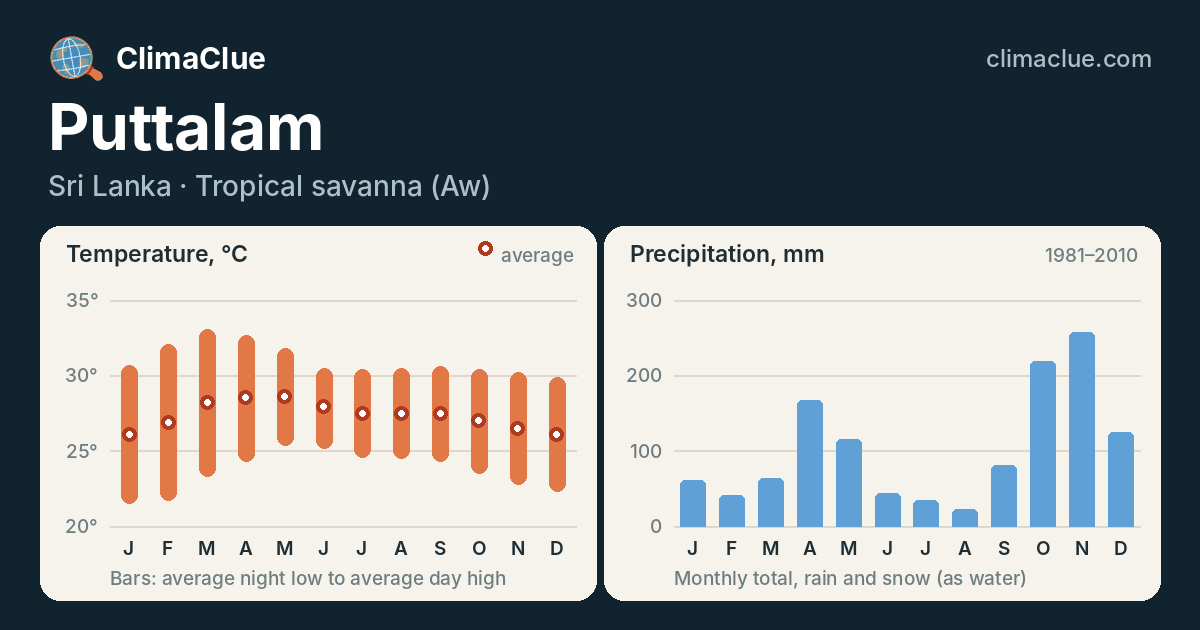 ClimaClue
climaclue.com
Puttalam
Sri Lanka · Tropical savanna (Aw)
Temperature, °C
average
35°
30°
25°
20°
J F M A M J J A S O N D
Bars: average night low to average day high
Precipitation, mm
1981–2010
300
200
100
0
J F M A M J J A S O N D
Monthly total, rain and snow (as water)